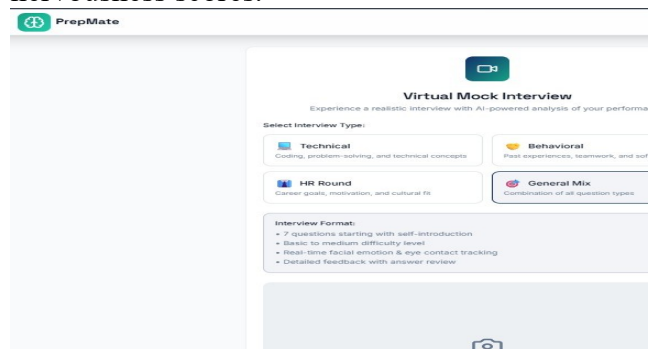 PrepMate
Virtual Mock Interview
Experience a realistic interview with AI-powered analysis of your performa
Select Interview Type:
Technical
Coding, problem-solving, and technical concepts
Behavioral
Past experiences, teamwork, and sof
HR Round
Career goals, motivation, and cultural fit
General Mix
Combination of all question types
Interview Format:
• 7 questions starting with self-introduction
• Basic to medium difficulty level
• Real-time facial emotion & eye contact tracking
• Detailed feedback with answer review